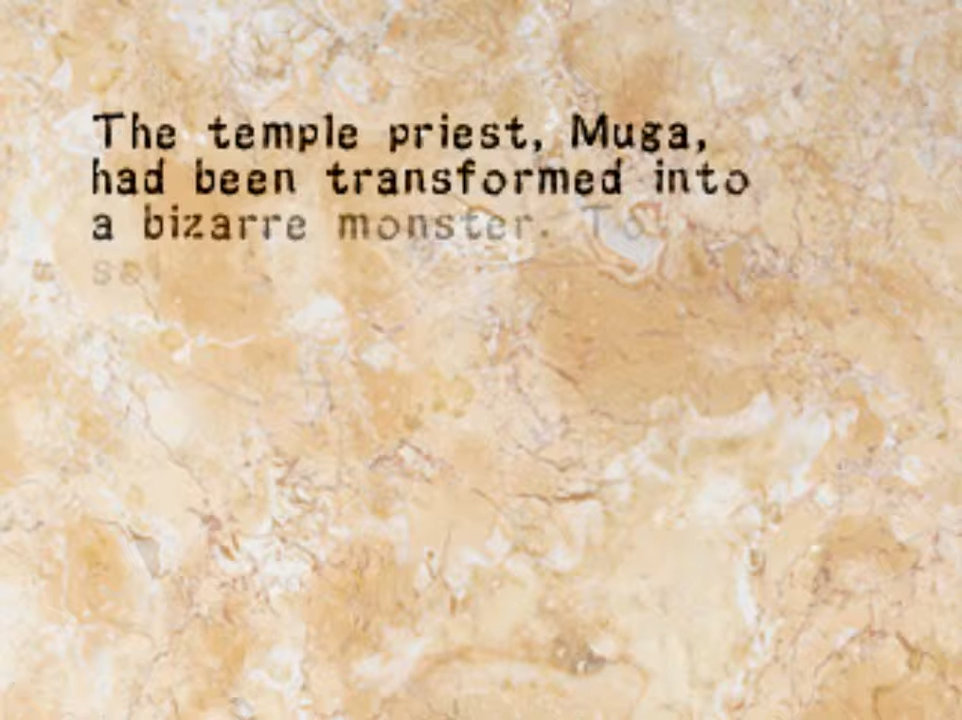 The temple priest, Muga,
had been transformed into
a bizarre monster.